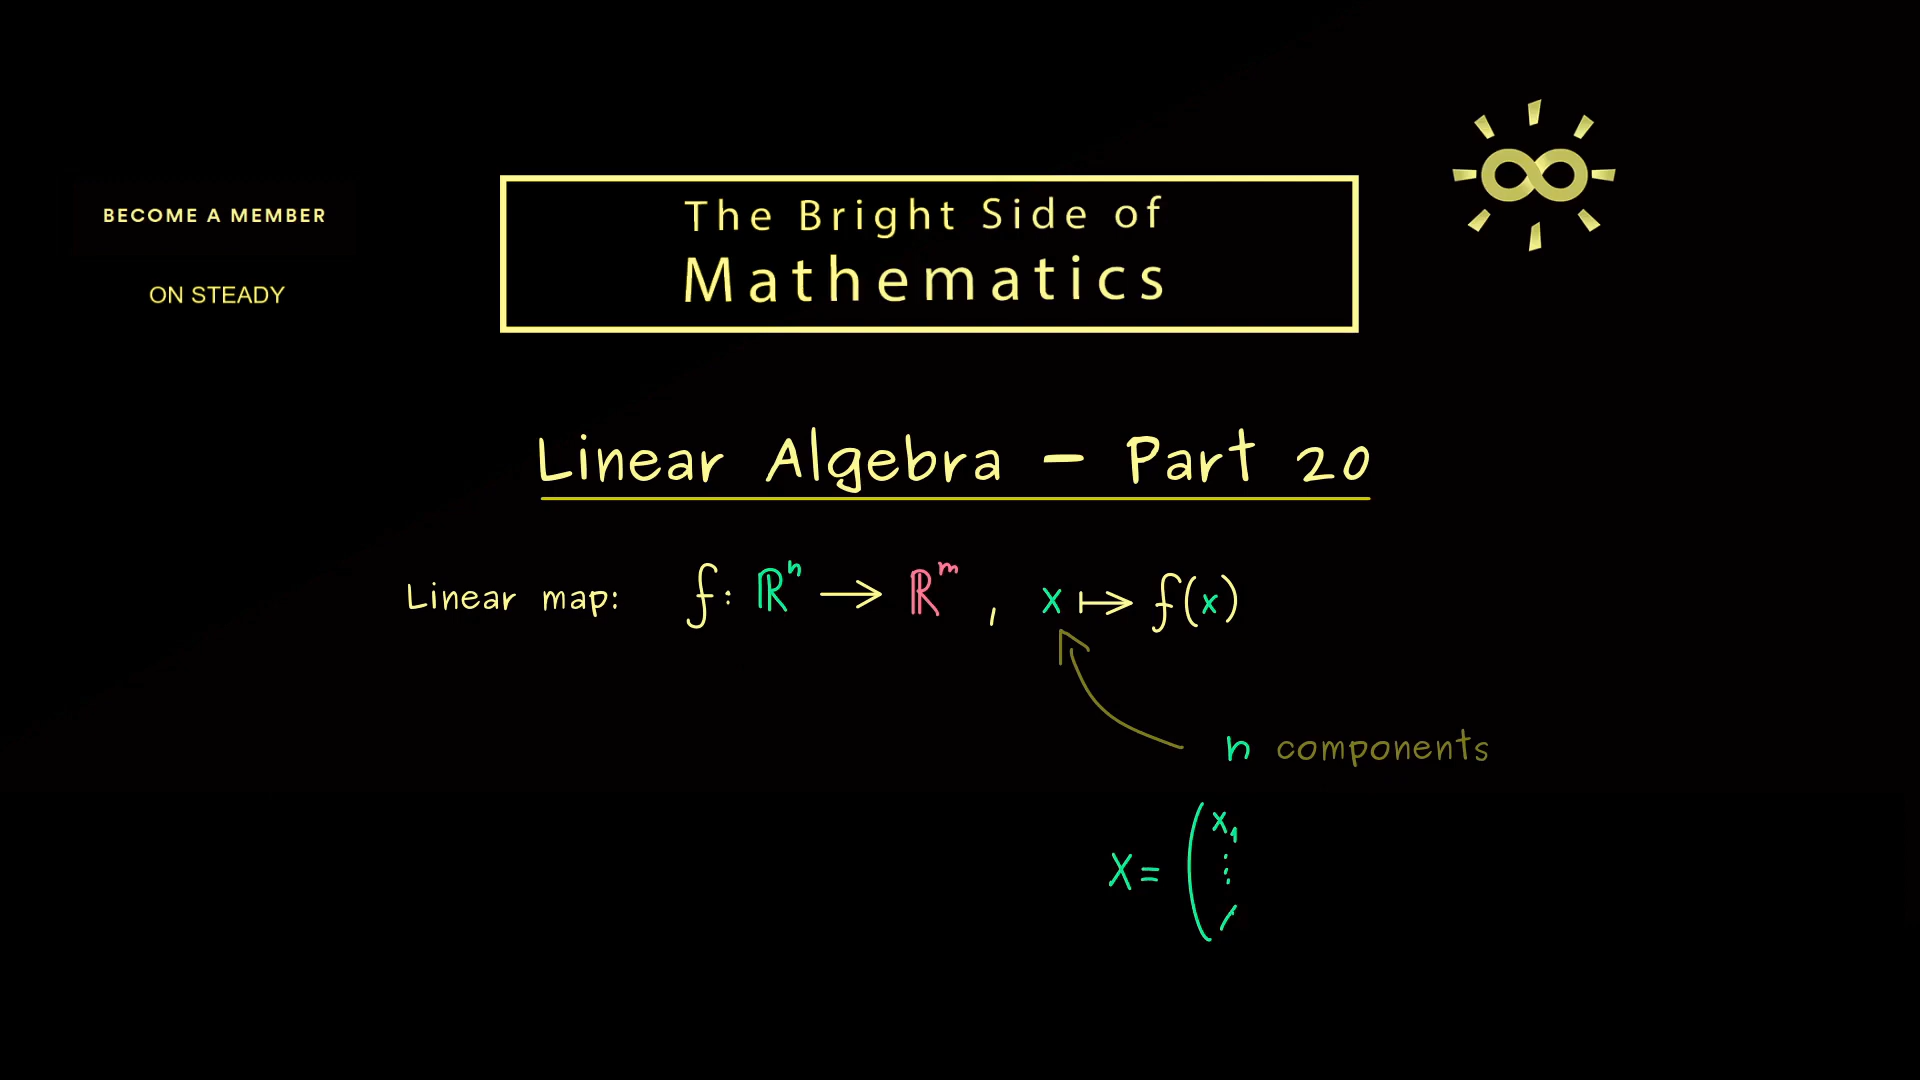 BECOME A MEMBER
ON STEADY
The Bright Side of
Mathematics
Linear Algebra – Part 20
Linear map: f: ℝⁿ → ℝᵐ , x ↦ f(x)
n components
x = ( x₁
⋮